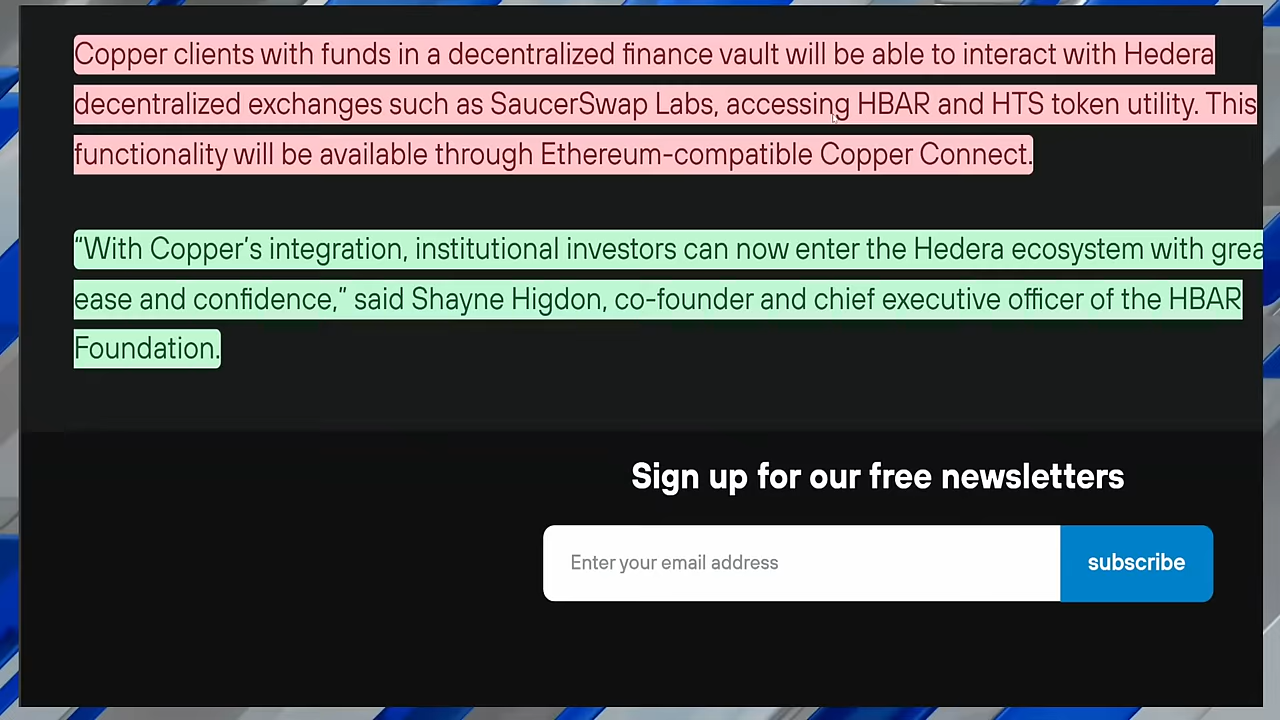 Copper clients with funds in a decentralized finance vault will be able to interact with Hedera
decentralized exchanges such as SaucerSwap Labs, accessing HBAR and HTS token utility. This
functionality will be available through Ethereum-compatible Copper Connect.
“With Copper’s integration, institutional investors can now enter the Hedera ecosystem with
ease and confidence,” said Shayne Higdon, co-founder and chief executive officer of the HBAR
Foundation.
Sign up for our free newsletters
Enter your email address
subscribe